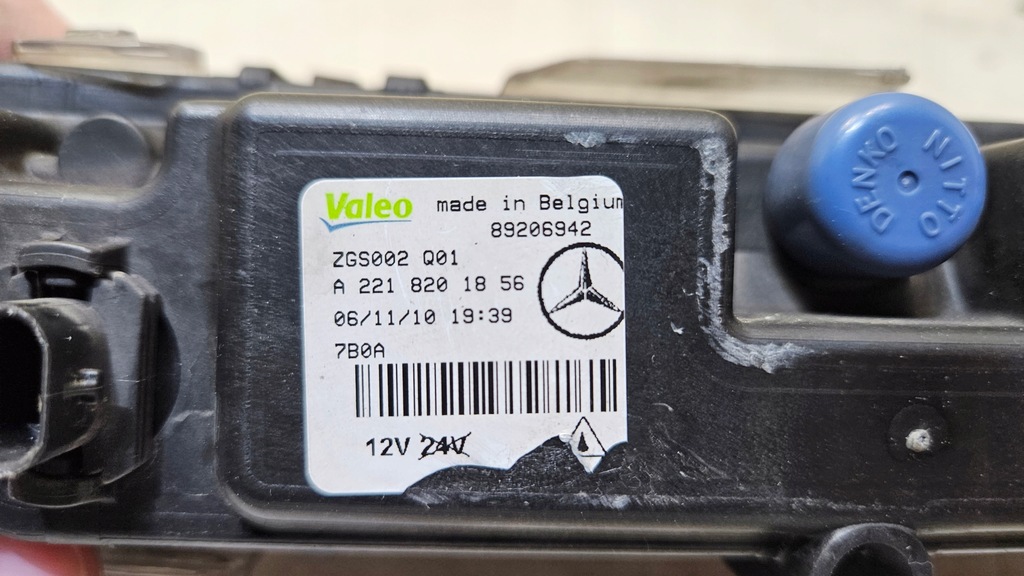 Valeo made in Belgium
89206942
ZGS002 Q01
A 221 820 18 56
06/11/10 19:39
7B0A
12V 24V
NITTO
DENKO